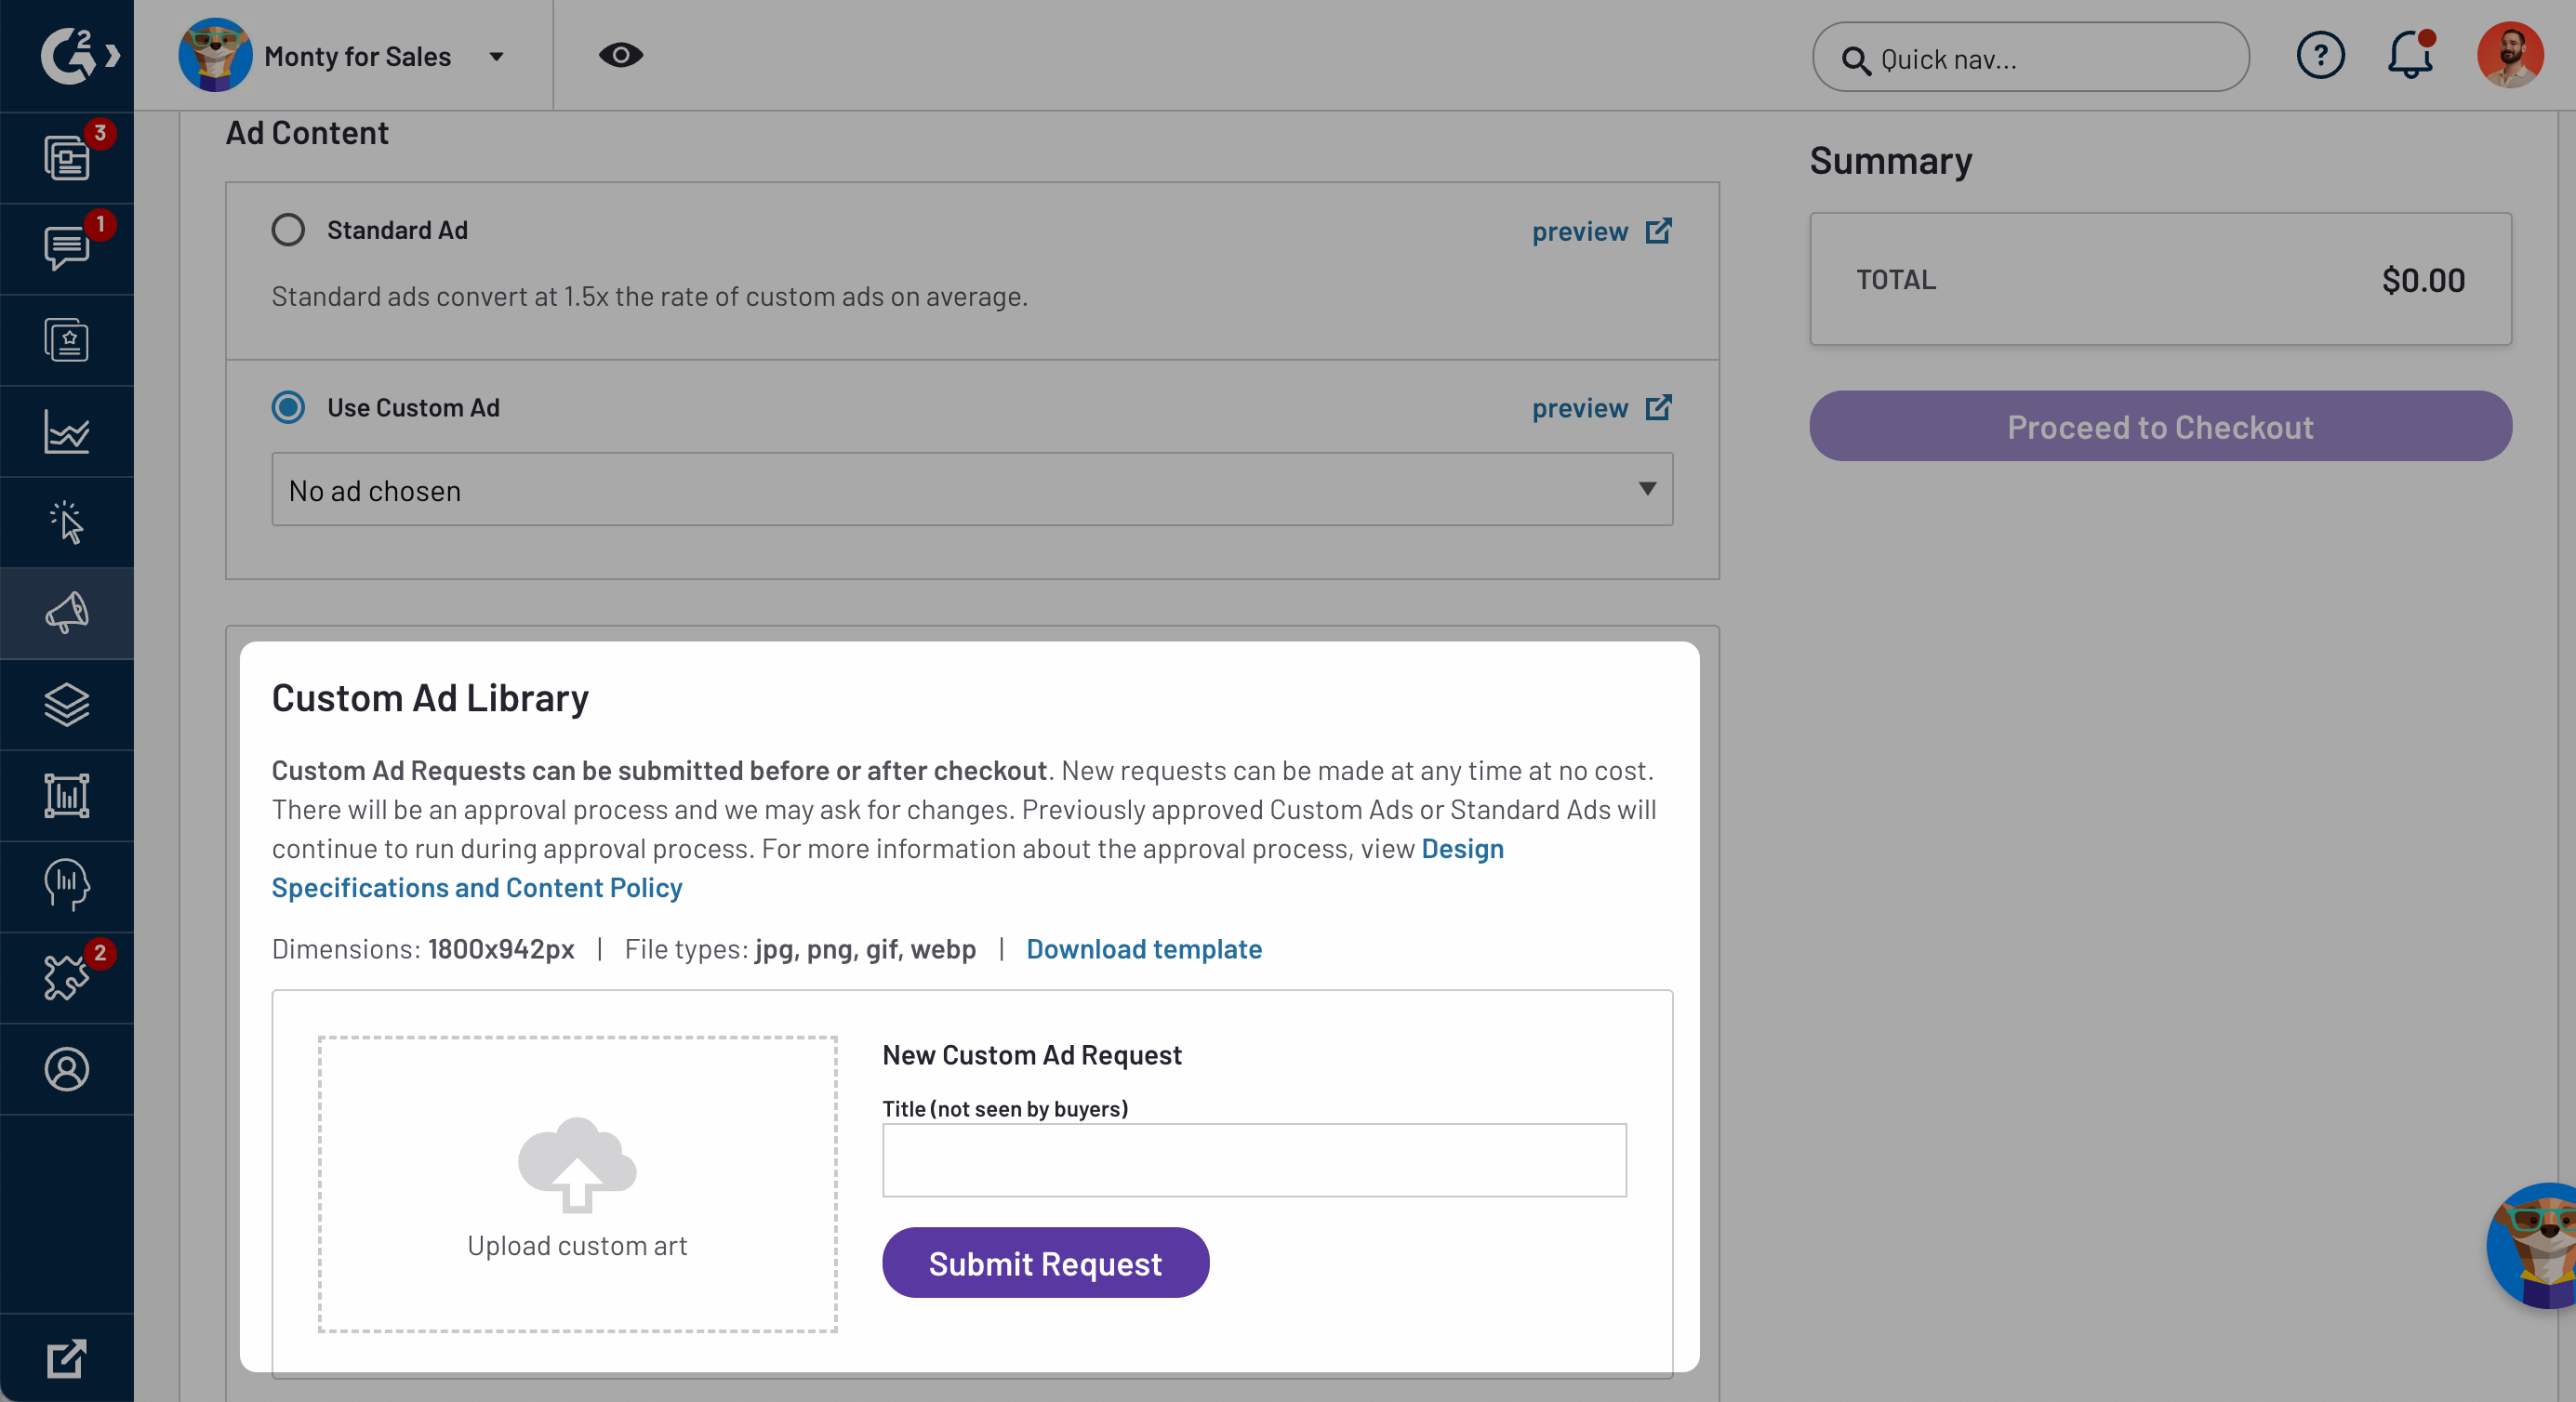 G2
Monty for Sales
Quick nav...
?
3
1
2
Ad Content
Standard Ad
preview
Standard ads convert at 1.5x the rate of custom ads on average.
Use Custom Ad
preview
No ad chosen
Summary
TOTAL
$0.00
Proceed to Checkout
Custom Ad Library
Custom Ad Requests can be submitted before or after checkout. New requests can be made at any time at no cost.
There will be an approval process and we may ask for changes. Previously approved Custom Ads or Standard Ads will
continue to run during approval process. For more information about the approval process, view Design
Specifications and Content Policy
Dimensions: 1800x942px | File types: jpg, png, gif, webp | Download template
Upload custom art
New Custom Ad Request
Title (not seen by buyers)
Submit Request